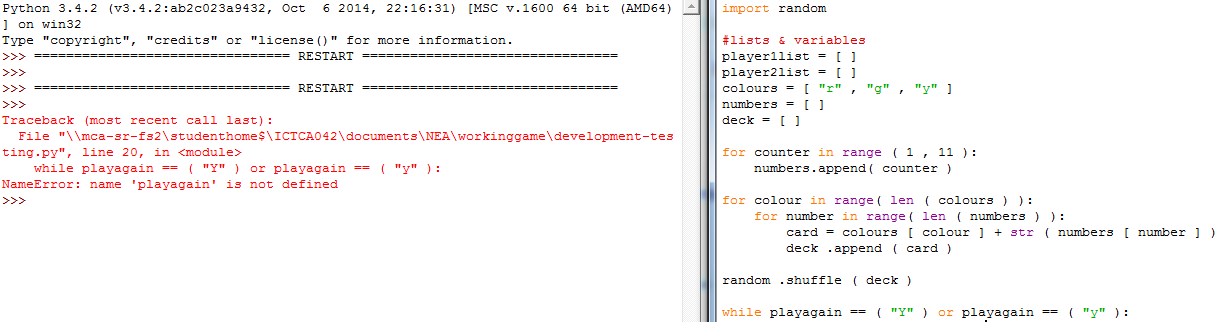 Python 3.4.2 (v3.4.2:ab2c023a9432, Oct  6 2014, 22:16:31) [MSC v.1600 64 bit (AMD64)
] on win32
Type "copyright", "credits" or "license()" for more information.
>>> ================================ RESTART ================================
>>>
>>> ================================ RESTART ================================
>>>
Traceback (most recent call last):
  File "\\mca-sr-fs2\studenthome$\ICTCA042\documents\NEA\workinggame\development-tes
ting.py", line 20, in <module>
    while playagain == ( "Y" ) or playagain == ( "y" ):
NameError: name 'playagain' is not defined
>>>
import random
#lists & variables
player1list = [ ]
player2list = [ ]
colours = [ "r" , "g" , "y" ]
numbers = [ ]
deck = [ ]
for counter in range ( 1 , 11 ):
    numbers.append( counter )
for colour in range( len ( colours ) ):
    for number in range( len ( numbers ) ):
        card = colours [ colour ] + str ( numbers [ number ] )
        deck .append ( card )
random .shuffle ( deck )
while playagain == ( "Y" ) or playagain == ( "y" ):